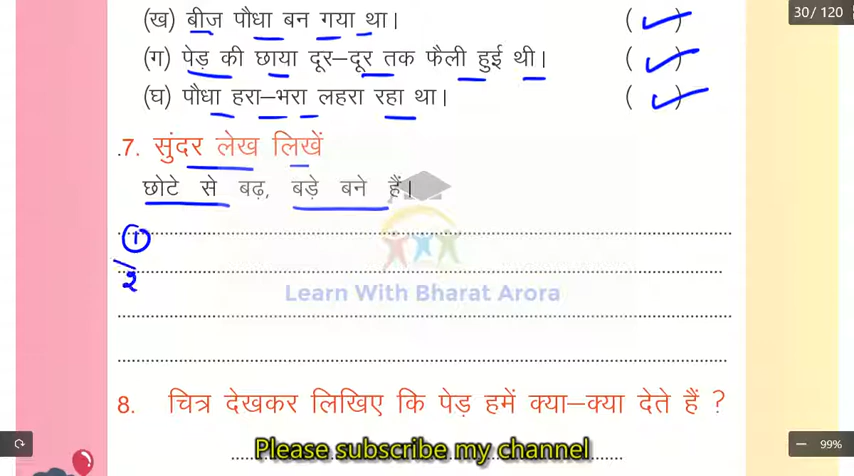 (ख) बीज पौधा बन गया था। ( )
30 / 120
(ग) पेड़ की छाया दूर–दूर तक फैली हुई थी। ( )
(घ) पौधा हरा–भरा लहरा रहा था। ( )
.7. सुंदर लेख लिखें
छोटे से बढ़, बड़े बने हैं।
1
2
Learn With Bharat Arora
8. चित्र देखकर लिखिए कि पेड़ हमें क्या–क्या देते हैं ?
99%
Please subscribe my channel